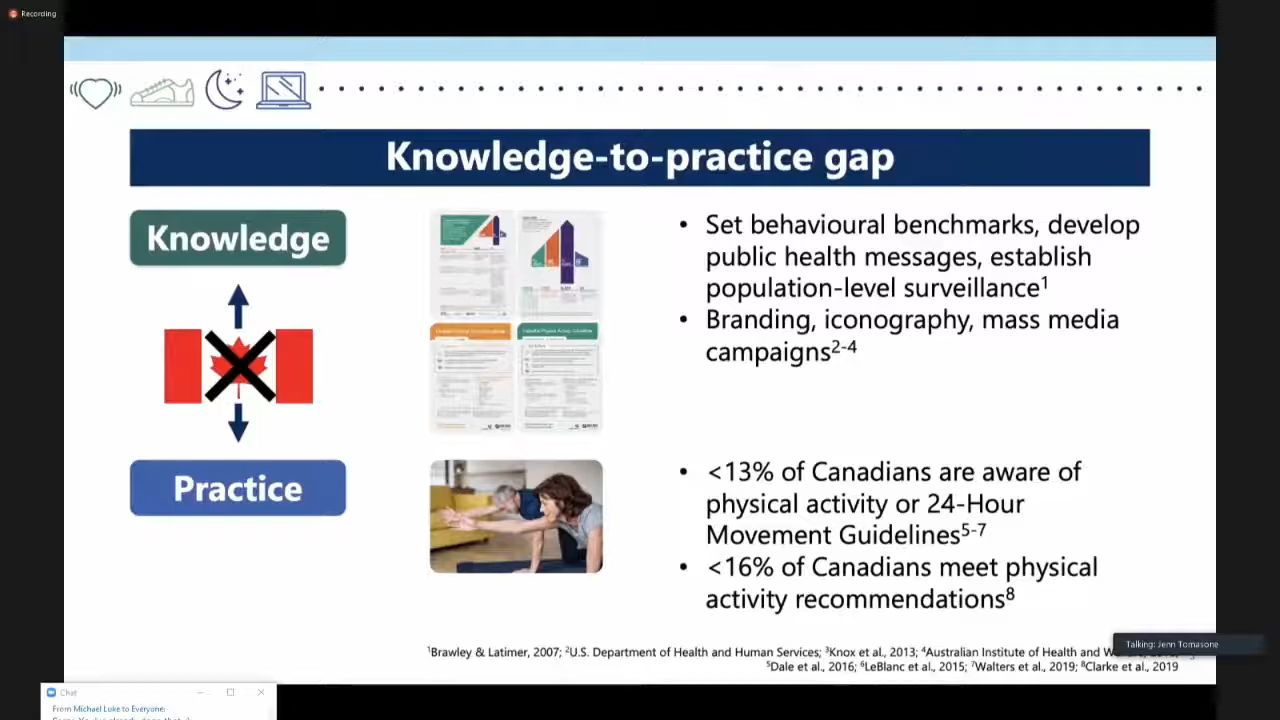 Recording
Knowledge-to-practice gap
Knowledge
Practice
• Set behavioural benchmarks, develop
public health messages, establish
population-level surveillance1
• Branding, iconography, mass media
campaigns2-4
• <13% of Canadians are aware of
physical activity or 24-Hour
Movement Guidelines5-7
• <16% of Canadians meet physical
activity recommendations8
Talking: Jenn Tomasone
1Brawley & Latimer, 2007; 2U.S. Department of Health and Human Services; 3Knox et al., 2013; 4Australian Institute of Health and
5Dale et al., 2016; 6LeBlanc et al., 2015; 7Walters et al., 2019; 8Clarke et al., 2019
Chat
From Michael Luke to Everyone: